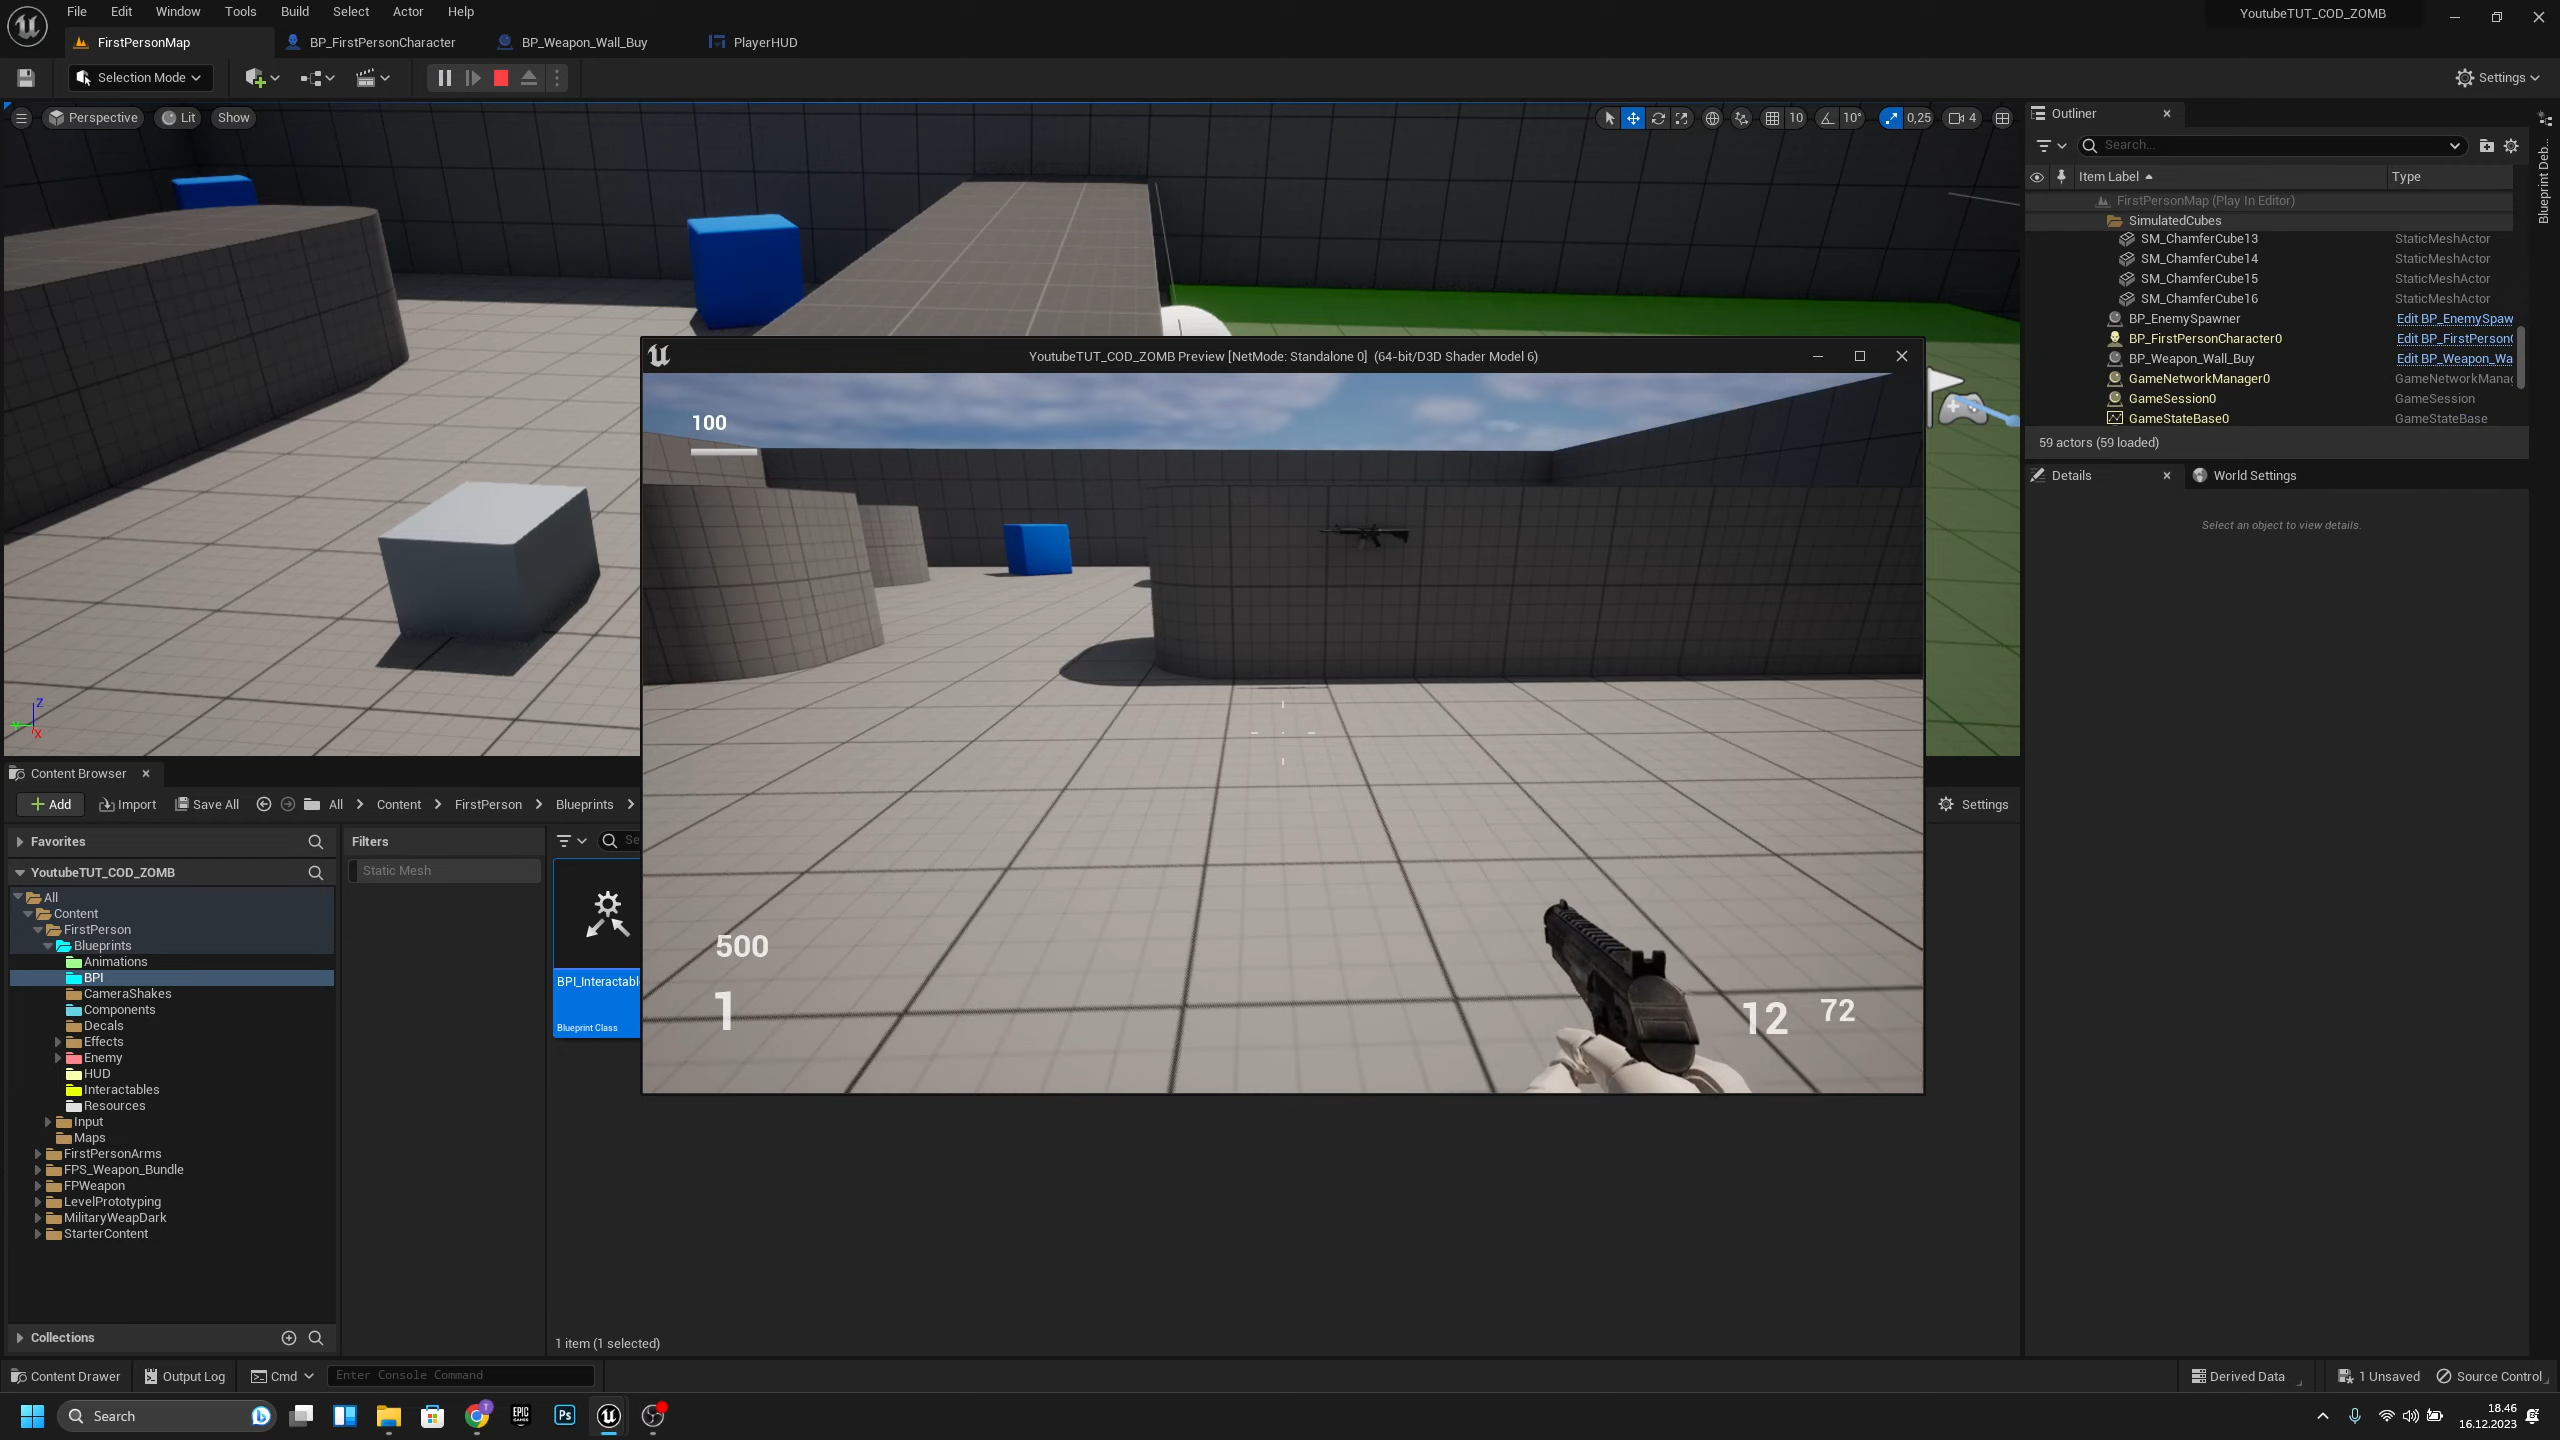 File Edit Window Tools Build Select Actor Help
YoutubeTUT_COD_ZOMB
FirstPersonMap
BP_FirstPersonCharacter
BP_Weapon_Wall_Buy
PlayerHUD
Selection Mode
Settings
Perspective
Lit
Show
10
10°
0,25
4
Outliner
Search...
Item Label
Type
FirstPersonMap (Play In Editor)
SimulatedCubes
SM_ChamferCube13 StaticMeshActor
SM_ChamferCube14 StaticMeshActor
SM_ChamferCube15 StaticMeshActor
SM_ChamferCube16 StaticMeshActor
BP_EnemySpawner Edit BP_EnemySpaw
BP_FirstPersonCharacter0 Edit BP_FirstPerson
BP_Weapon_Wall_Buy Edit BP_Weapon_Wa
GameNetworkManager0 GameNetworkMana
GameSession0 GameSession
GameStateBase0 GameStateBase
59 actors (59 loaded)
Blueprint Deb...
Details
World Settings
Select an object to view details.
YoutubeTUT_COD_ZOMB Preview [NetMode: Standalone 0] (64-bit/D3D Shader Model 6)
100
500
1
12
72
Content Browser
Add
Import
Save All
All
Content
FirstPerson
Blueprints
Settings
Favorites
YoutubeTUT_COD_ZOMB
All
Content
FirstPerson
Blueprints
Animations
BPI
CameraShakes
Components
Decals
Effects
Enemy
HUD
Interactables
Resources
Input
Maps
FirstPersonArms
FPS_Weapon_Bundle
FPWeapon
LevelPrototyping
MilitaryWeapDark
StarterContent
Collections
Filters
Static Mesh
Se
BPI_Interactabl
Blueprint Class
1 item (1 selected)
Content Drawer
Output Log
Cmd
Enter Console Command
Derived Data
1 Unsaved
Source Control
Search
EPIC
GAMES
Ps
T
18.46
16.12.2023